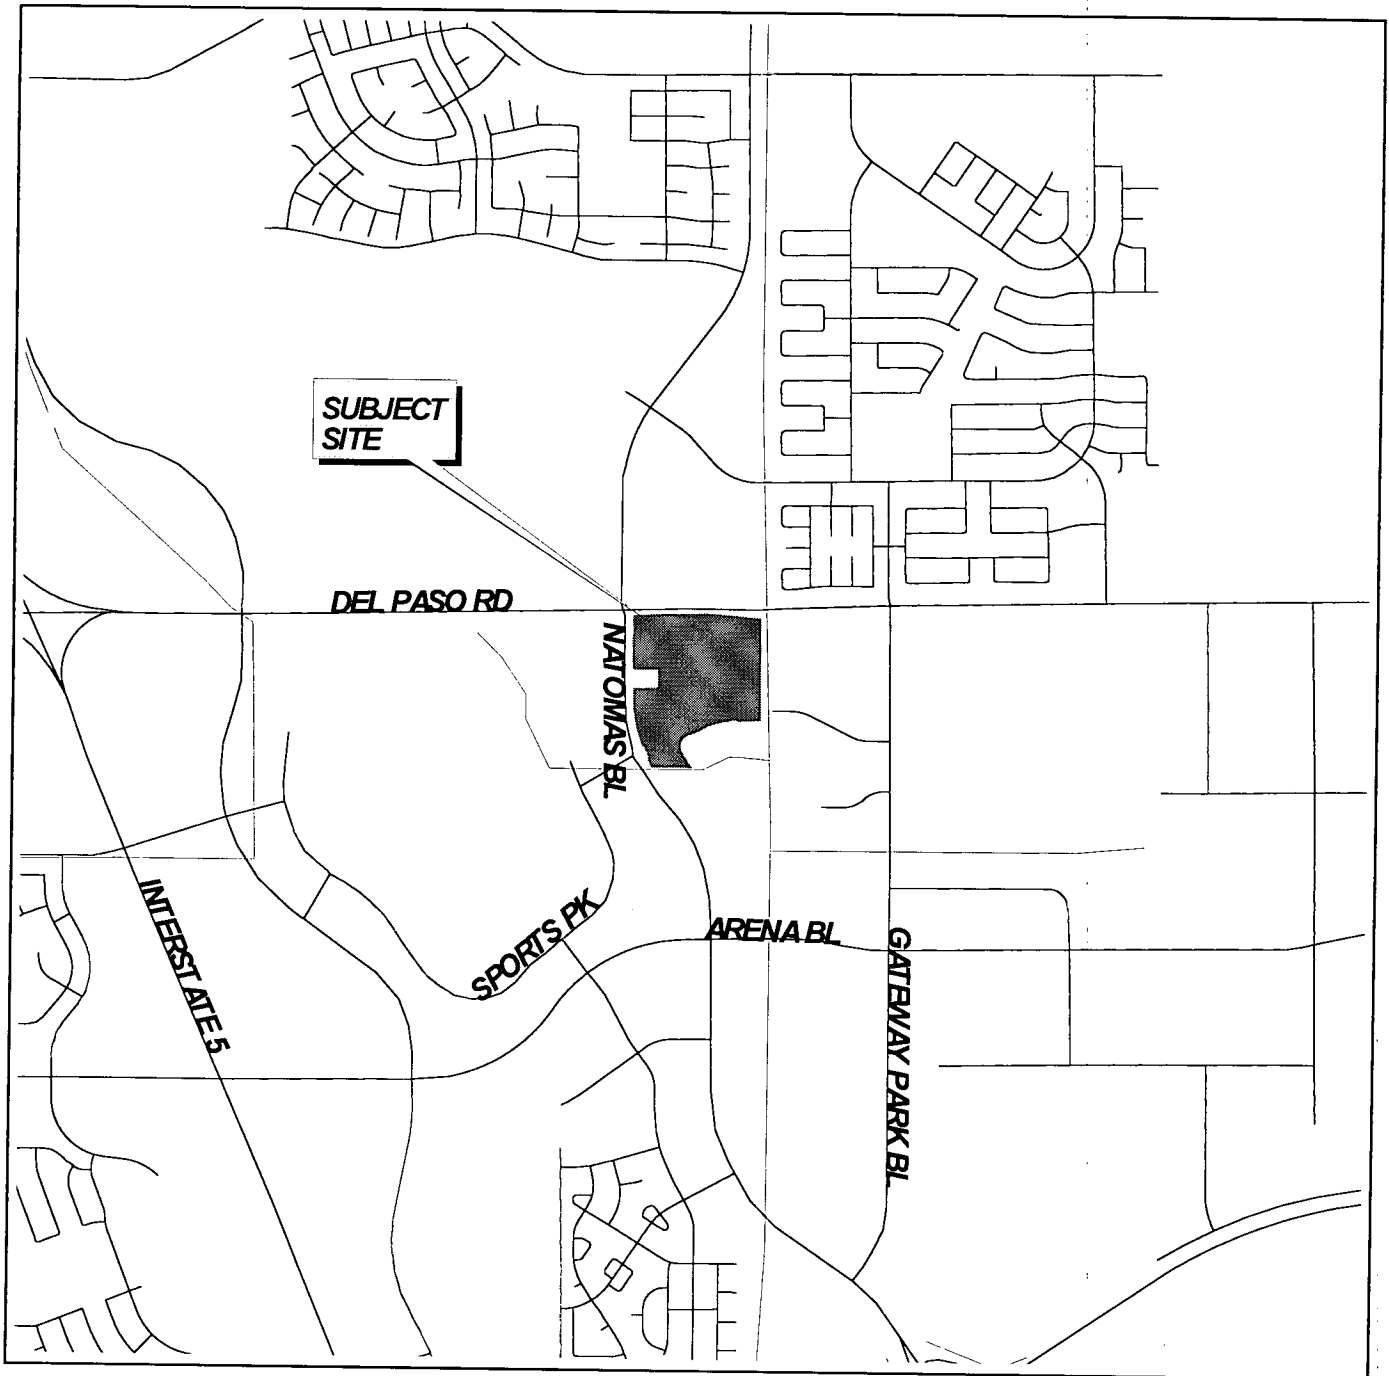 SUBJECT
SITE
DEL PASO RD
NATOMAS BL
ARENA BL
SPORTS PK
INTERSTATE 5
GATEWAY PARK BL